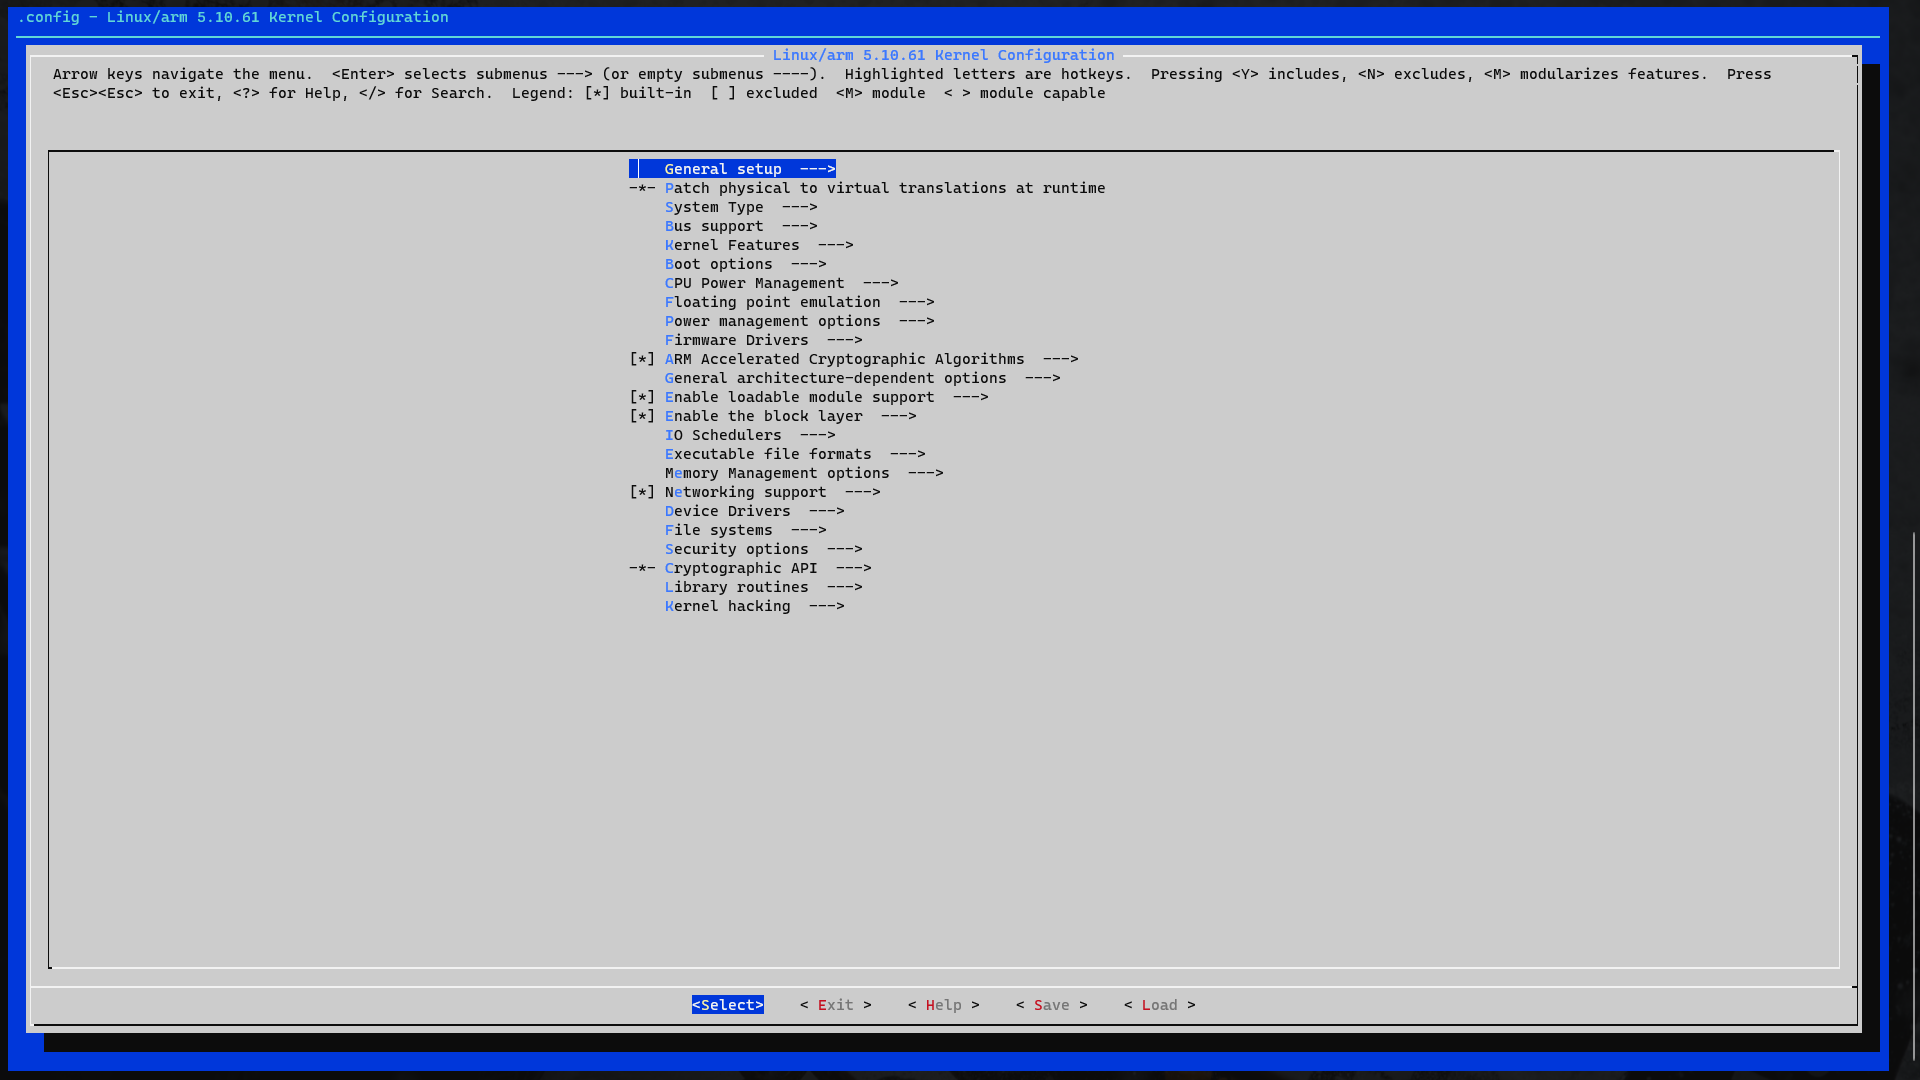 .config - Linux/arm 5.10.61 Kernel Configuration
Linux/arm 5.10.61 Kernel Configuration
Arrow keys navigate the menu.  <Enter> selects submenus ---> (or empty submenus ----).  Highlighted letters are hotkeys.  Pressing <Y> includes, <N> excludes, <M> modularizes features.  Press
<Esc><Esc> to exit, <?> for Help, </> for Search.  Legend: [*] built-in  [ ] excluded  <M> module  < > module capable
General setup  --->
-*- Patch physical to virtual translations at runtime
System Type  --->
Bus support  --->
Kernel Features  --->
Boot options  --->
CPU Power Management  --->
Floating point emulation  --->
Power management options  --->
Firmware Drivers  --->
[*] ARM Accelerated Cryptographic Algorithms  --->
General architecture-dependent options  --->
[*] Enable loadable module support  --->
[*] Enable the block layer  --->
IO Schedulers  --->
Executable file formats  --->
Memory Management options  --->
[*] Networking support  --->
Device Drivers  --->
File systems  --->
Security options  --->
-*- Cryptographic API  --->
Library routines  --->
Kernel hacking  --->
<Select>    < Exit >    < Help >    < Save >    < Load >